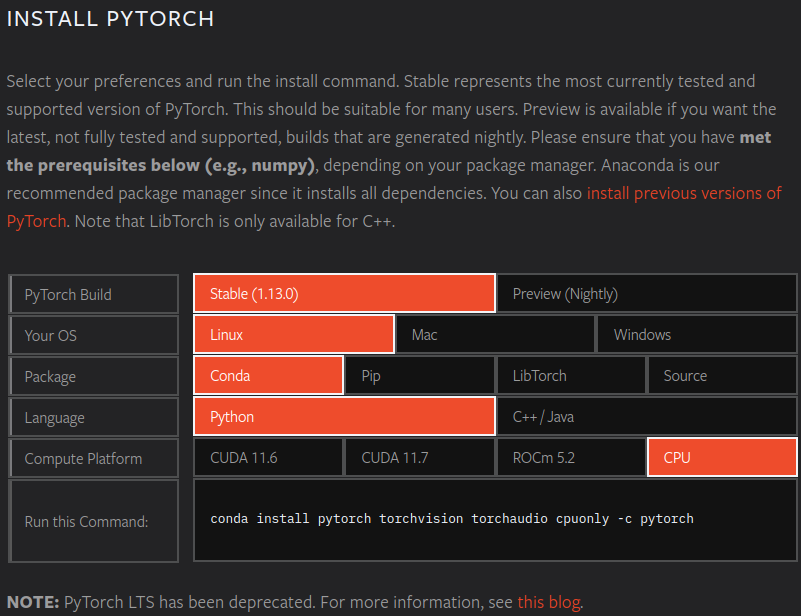 INSTALL PYTORCH
Select your preferences and run the install command. Stable represents the most currently tested and
supported version of PyTorch. This should be suitable for many users. Preview is available if you want the
latest, not fully tested and supported, builds that are generated nightly. Please ensure that you have met
the prerequisites below (e.g., numpy), depending on your package manager. Anaconda is our
recommended package manager since it installs all dependencies. You can also install previous versions of
PyTorch. Note that LibTorch is only available for C++.
PyTorch Build Stable (1.13.0) Preview (Nightly)
Your OS Linux Mac Windows
Package Conda Pip LibTorch Source
Language Python C++ / Java
Compute Platform CUDA 11.6 CUDA 11.7 ROCm 5.2 CPU
Run this Command: conda install pytorch torchvision torchaudio cpuonly -c pytorch
NOTE: PyTorch LTS has been deprecated. For more information, see this blog.